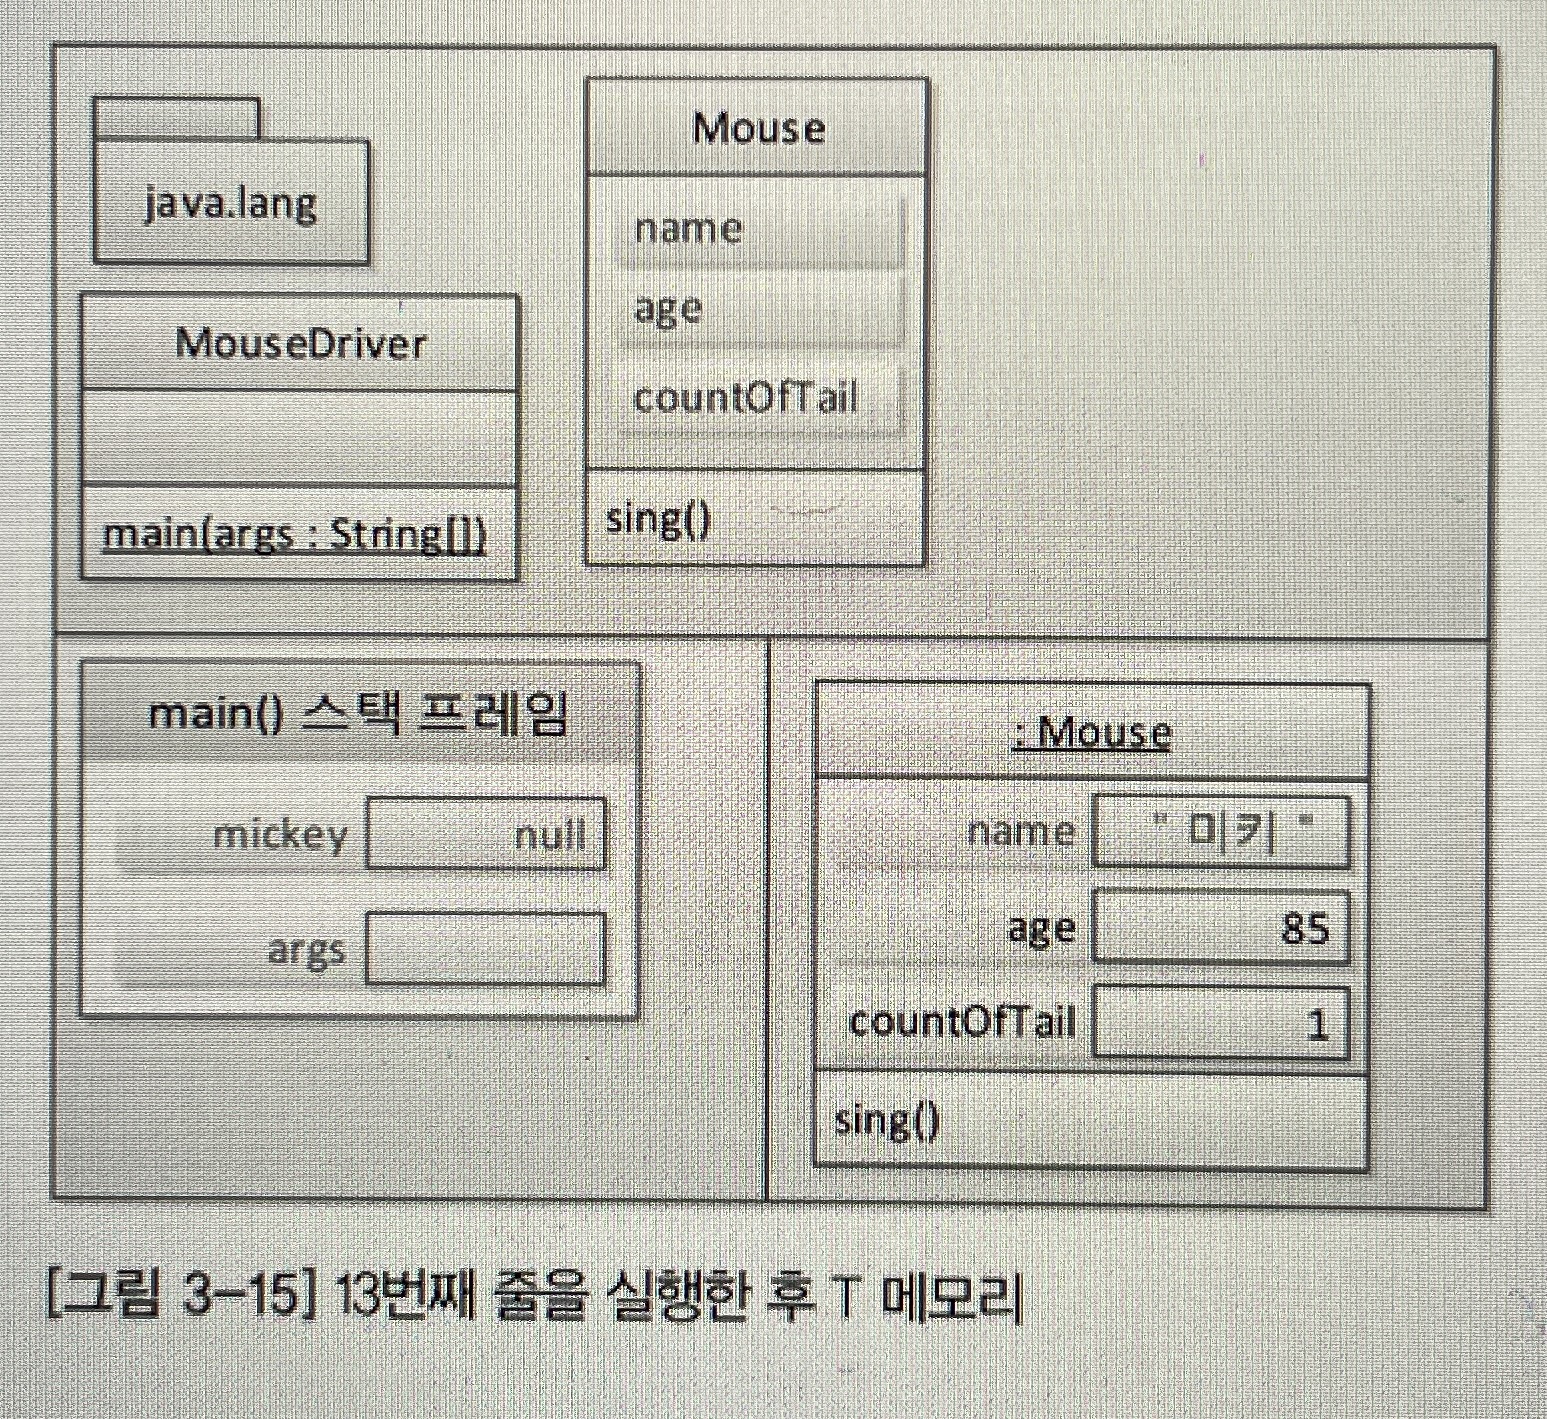 java.lang
MouseDriver
main(args : String[])
Mouse
name
age
countOfTail
sing()
main() 스택 프레임
mickey null
args
: Mouse
name " 미키 "
age 85
countOfTail 1
sing()
[그림 3-15] 13번째 줄을 실행한 후 T 메모리